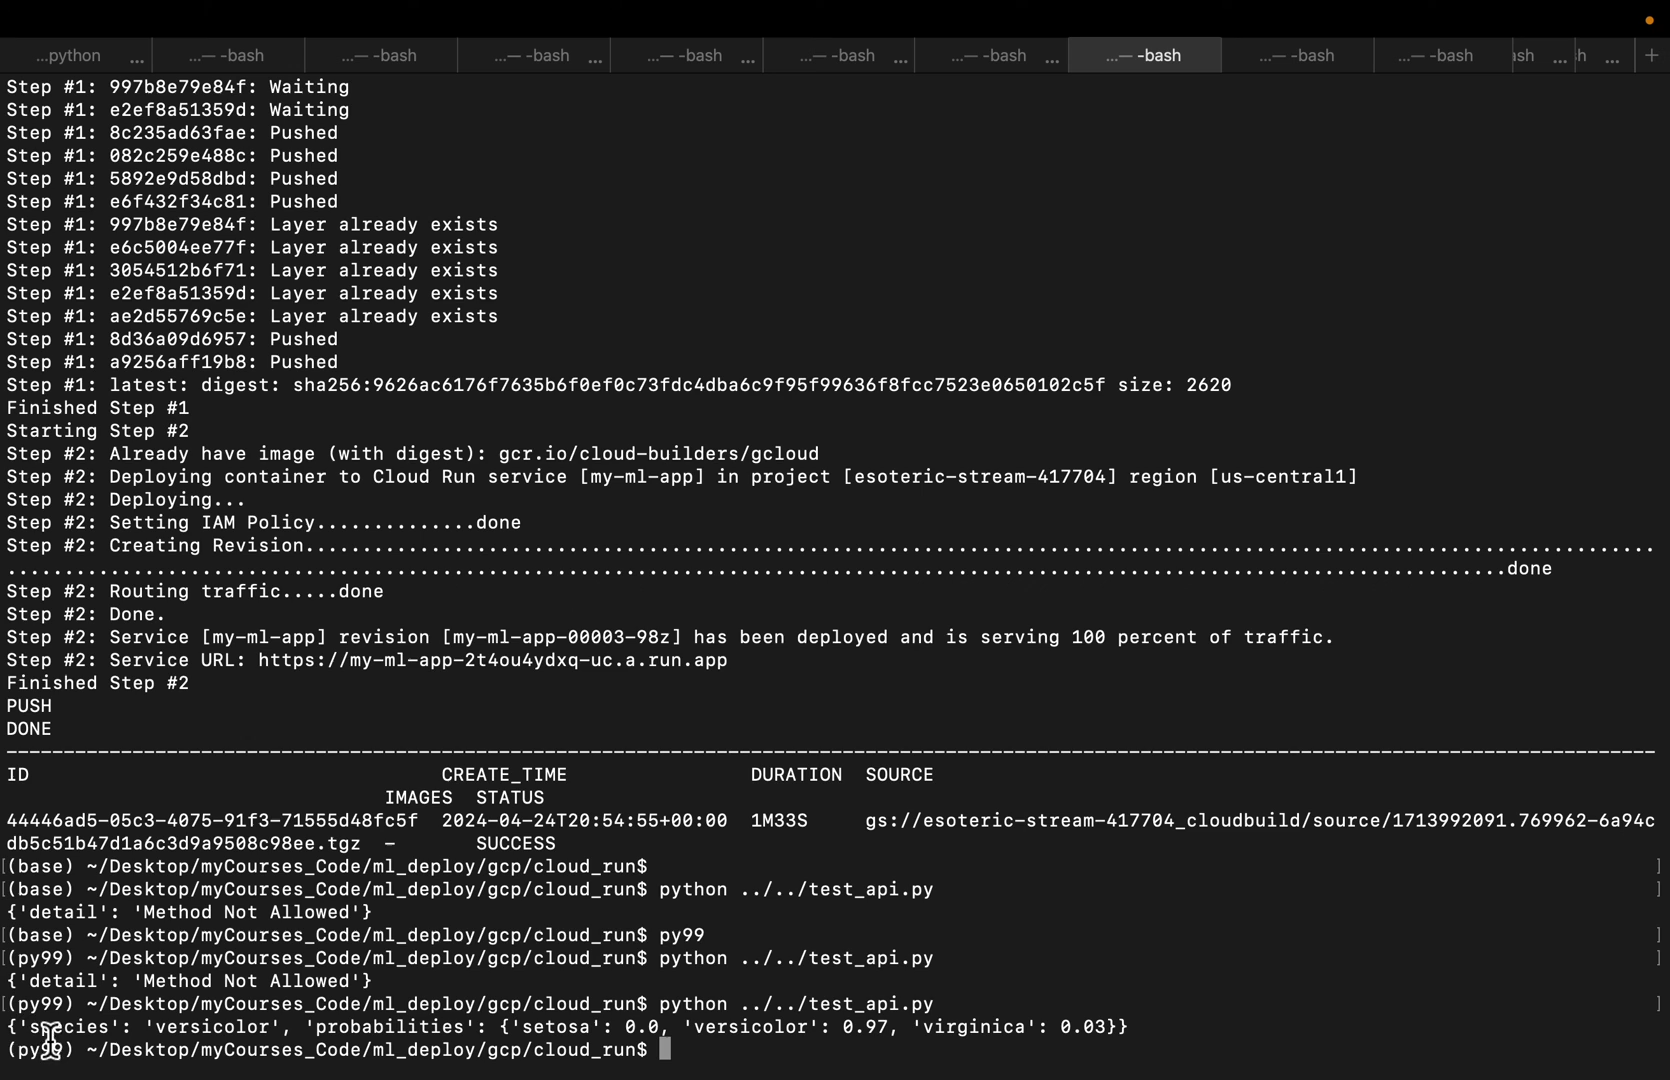 ...python ... ...— -bash ...— -bash ...— -bash ... ...— -bash ... ...— -bash ... ...— -bash ... ...— -bash ...— -bash ...— -bash ash ... sh ... +
Step #1: 997b8e79e84f: Waiting
Step #1: e2ef8a51359d: Waiting
Step #1: 8c235ad63fae: Pushed
Step #1: 082c259e488c: Pushed
Step #1: 5892e9d58dbd: Pushed
Step #1: e6f432f34c81: Pushed
Step #1: 997b8e79e84f: Layer already exists
Step #1: e6c5004ee77f: Layer already exists
Step #1: 3054512b6f71: Layer already exists
Step #1: e2ef8a51359d: Layer already exists
Step #1: ae2d55769c5e: Layer already exists
Step #1: 8d36a09d6957: Pushed
Step #1: a9256aff19b8: Pushed
Step #1: latest: digest: sha256:9626ac6176f7635b6f0ef0c73fdc4dba6c9f95f99636f8fcc7523e0650102c5f size: 2620
Finished Step #1
Starting Step #2
Step #2: Already have image (with digest): gcr.io/cloud-builders/gcloud
Step #2: Deploying container to Cloud Run service [my-ml-app] in project [esoteric-stream-417704] region [us-central1]
Step #2: Deploying...
Step #2: Setting IAM Policy..............done
Step #2: Creating Revision......................................................................................................................
...................................................................................................................................done
Step #2: Routing traffic.....done
Step #2: Done.
Step #2: Service [my-ml-app] revision [my-ml-app-00003-98z] has been deployed and is serving 100 percent of traffic.
Step #2: Service URL: https://my-ml-app-2t4ou4ydxq-uc.a.run.app
Finished Step #2
PUSH
DONE
------------------------------------------------------------------------------------------------------------------------------------------------
ID CREATE_TIME DURATION SOURCE
IMAGES STATUS
44446ad5-05c3-4075-91f3-71555d48fc5f 2024-04-24T20:54:55+00:00 1M33S gs://esoteric-stream-417704_cloudbuild/source/1713992091.769962-6a94c
db5c51b47d1a6c3d9a9508c98ee.tgz - SUCCESS
[(base) ~/Desktop/myCourses_Code/ml_deploy/gcp/cloud_run$ ]
[(base) ~/Desktop/myCourses_Code/ml_deploy/gcp/cloud_run$ python ../../test_api.py ]
{'detail': 'Method Not Allowed'}
[(base) ~/Desktop/myCourses_Code/ml_deploy/gcp/cloud_run$ py99 ]
[(py99) ~/Desktop/myCourses_Code/ml_deploy/gcp/cloud_run$ python ../../test_api.py ]
{'detail': 'Method Not Allowed'}
[(py99) ~/Desktop/myCourses_Code/ml_deploy/gcp/cloud_run$ python ../../test_api.py ]
{'species': 'versicolor', 'probabilities': {'setosa': 0.0, 'versicolor': 0.97, 'virginica': 0.03}}
(py99) ~/Desktop/myCourses_Code/ml_deploy/gcp/cloud_run$